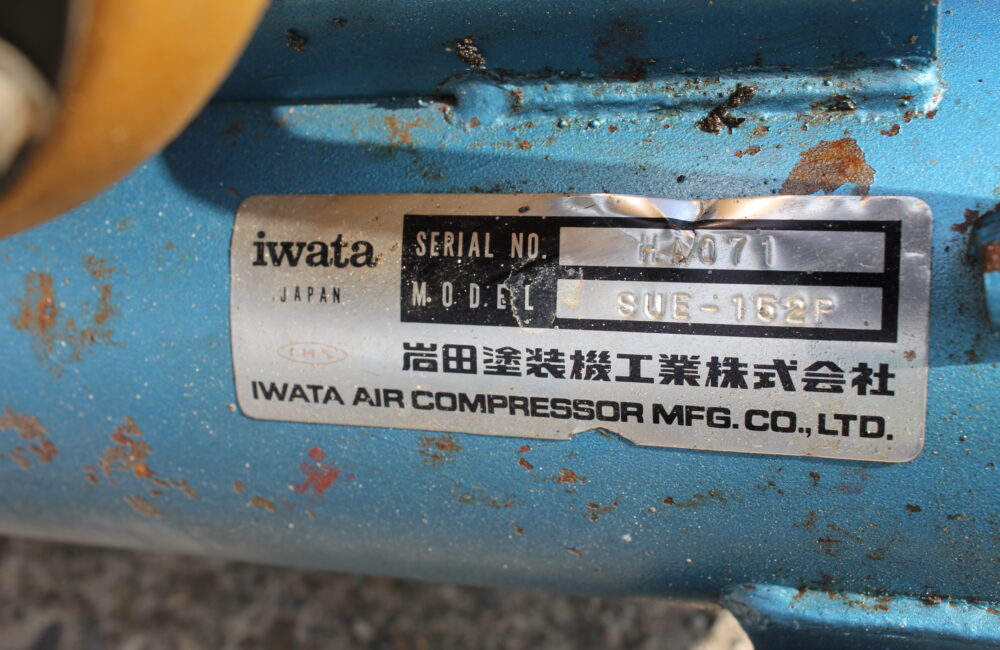 iwata
JAPAN
SERIAL NO. HA071
MODEL SUE-152P
岩田塗装機工業株式会社
IWATA AIR COMPRESSOR MFG. CO., LTD.